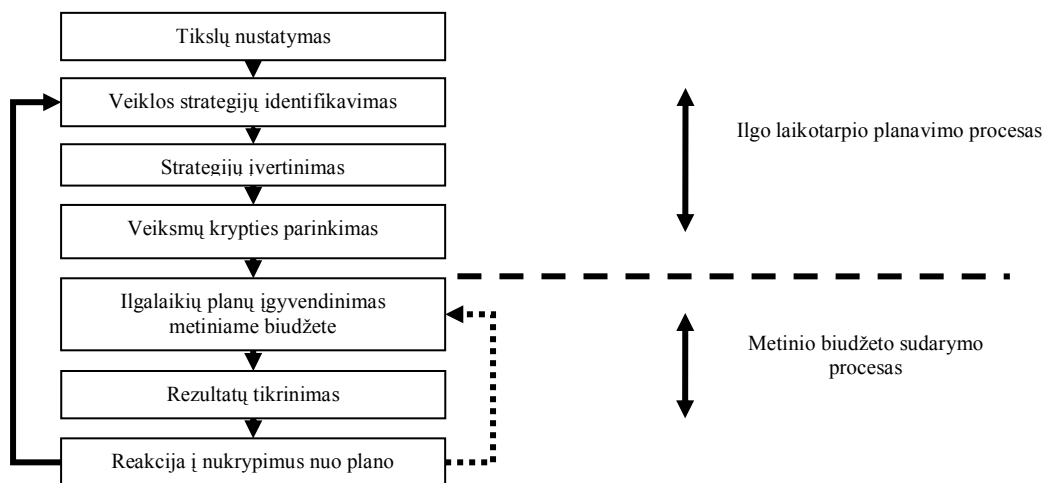 Tikslų nustatymas
Veiklos strategijų identifikavimas
Strategijų įvertinimas
Veiksmų krypties parinkimas
Ilgo laikotarpio planavimo procesas
Ilgalaikių planų įgyvendinimas
metiniame biudžete
Rezultatų tikrinimas
Reakcija į nukrypimus nuo plano
Metinio biudžeto sudarymo
procesas